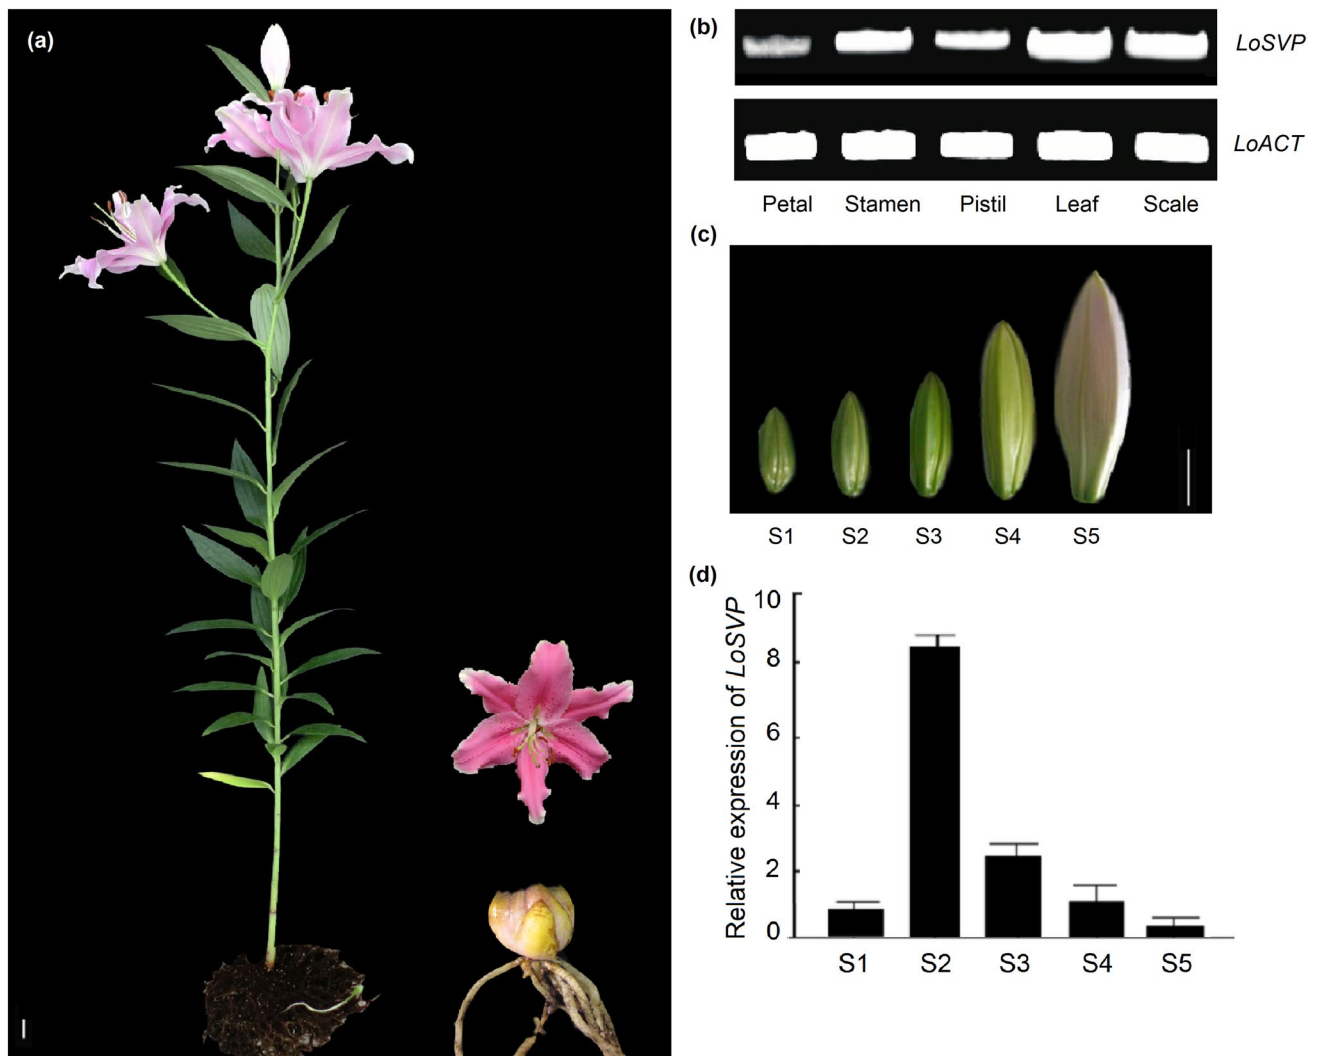 (a)
(b)
LoSVP
LoACT
Petal Stamen Pistil Leaf Scale
(c)
S1 S2 S3 S4 S5
(d)
Relative expression of LoSVP
10
8
6
4
2
0
S1 S2 S3 S4 S5